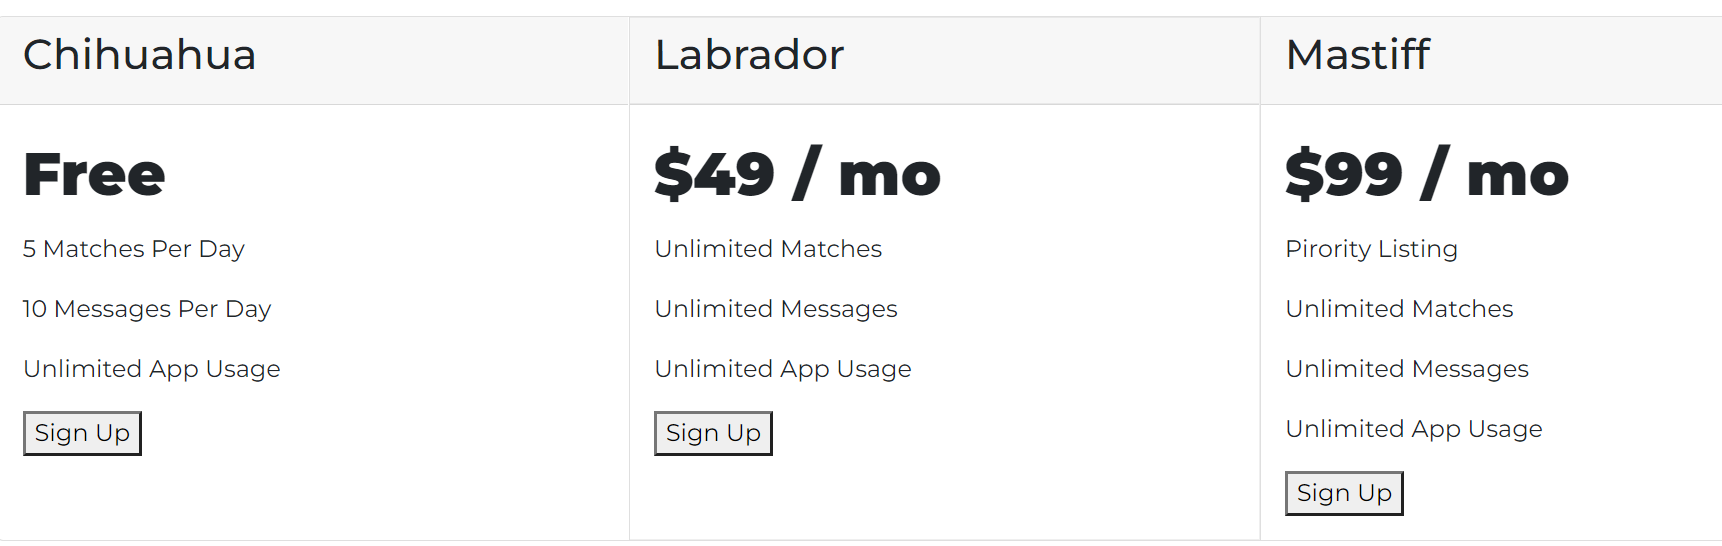 Chihuahua
Free
5 Matches Per Day
10 Messages Per Day
Unlimited App Usage
Sign Up
Labrador
$49 / mo
Unlimited Matches
Unlimited Messages
Unlimited App Usage
Sign Up
Mastiff
$99 / mo
Pirority Listing
Unlimited Matches
Unlimited Messages
Unlimited App Usage
Sign Up